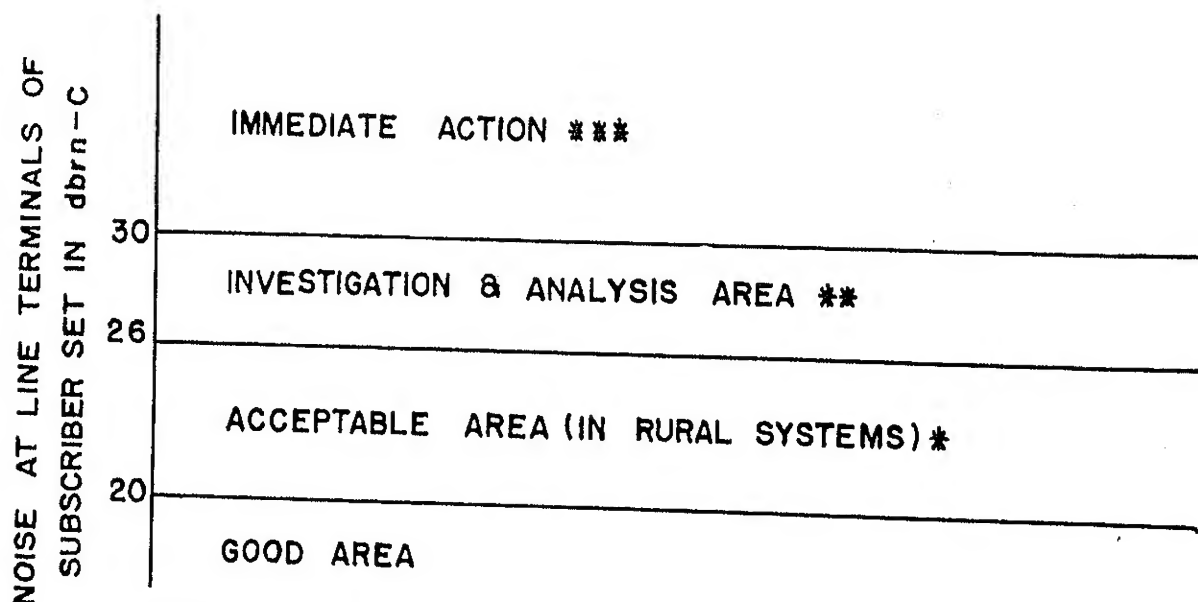 NOISE AT LINE TERMINALS OF
SUBSCRIBER SET IN dbrn-C
IMMEDIATE ACTION ***
30
INVESTIGATION & ANALYSIS AREA **
26
ACCEPTABLE AREA (IN RURAL SYSTEMS) *
20
GOOD AREA